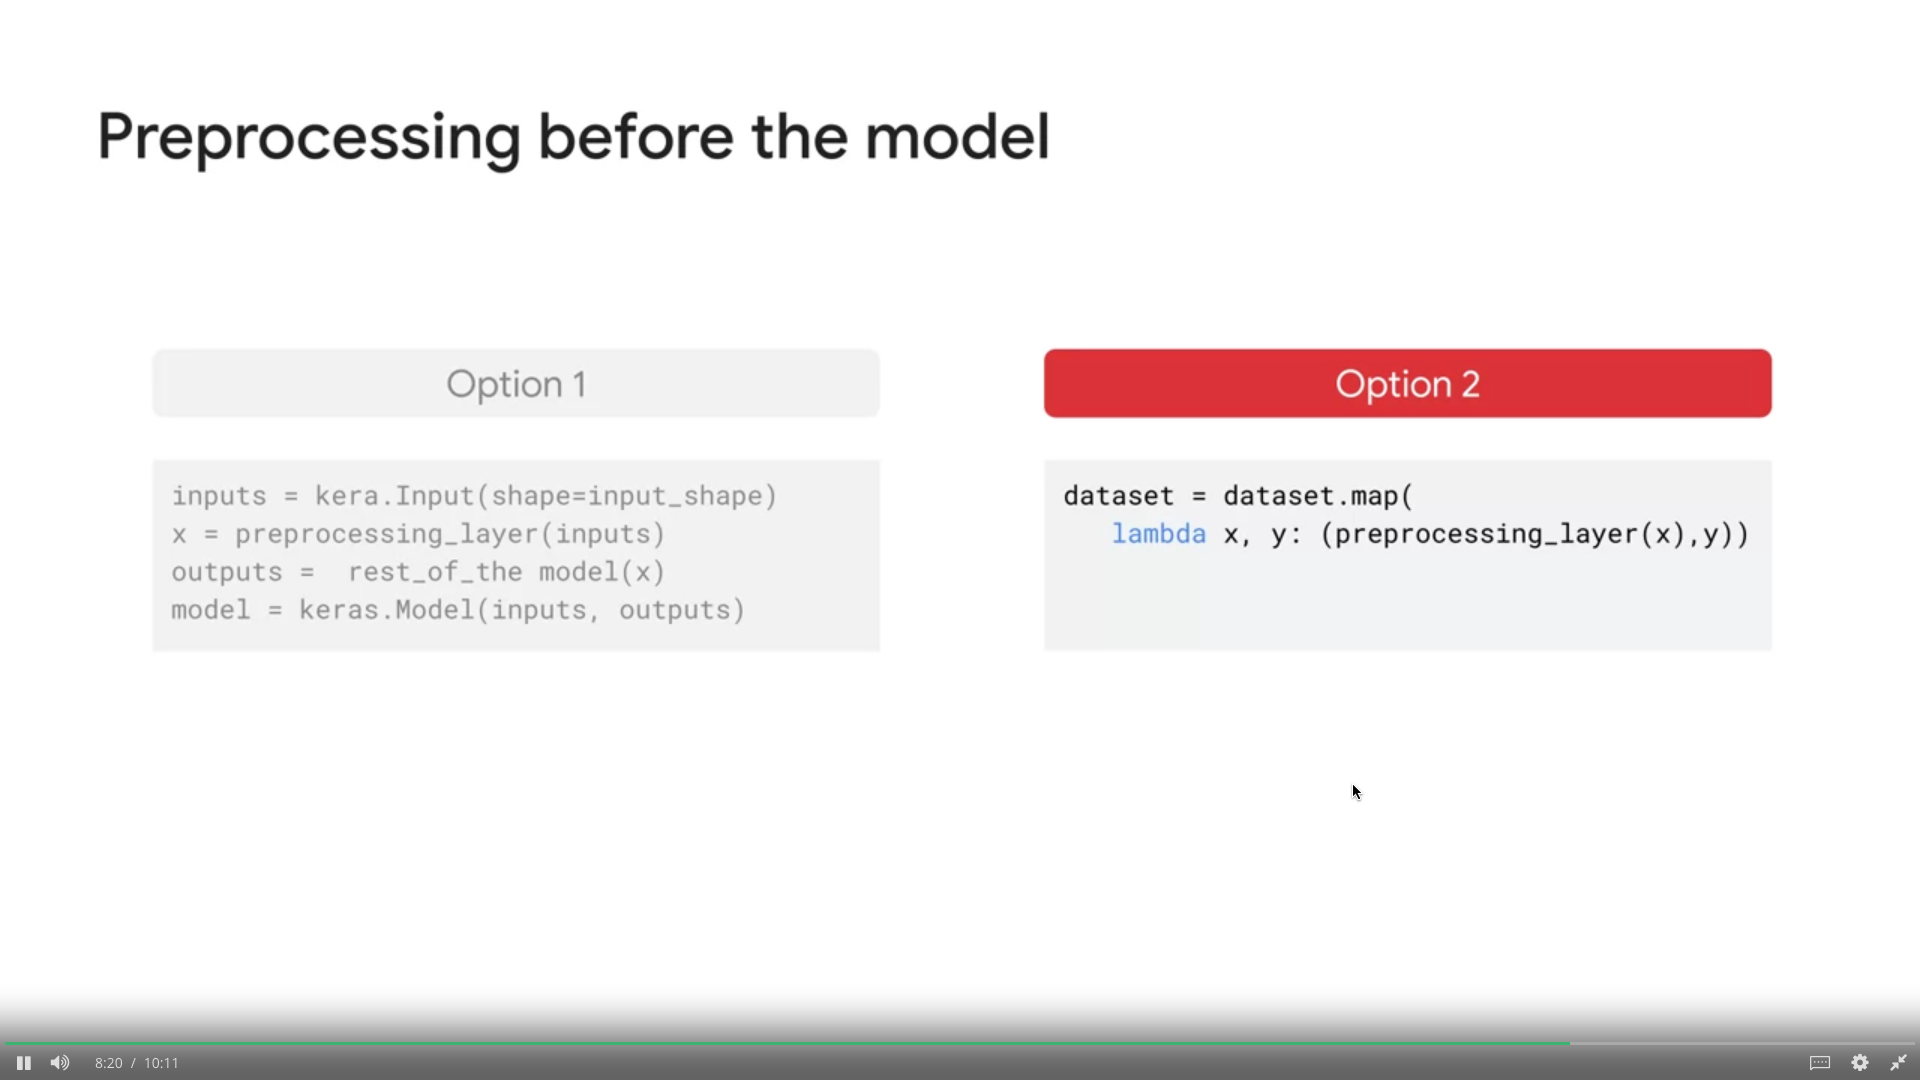 Preprocessing before the model
Option 1
inputs = kera.Input(shape=input_shape)
x = preprocessing_layer(inputs)
outputs =  rest_of_the model(x)
model = keras.Model(inputs, outputs)
Option 2
dataset = dataset.map(
   lambda x, y: (preprocessing_layer(x),y))
8:20 / 10:11